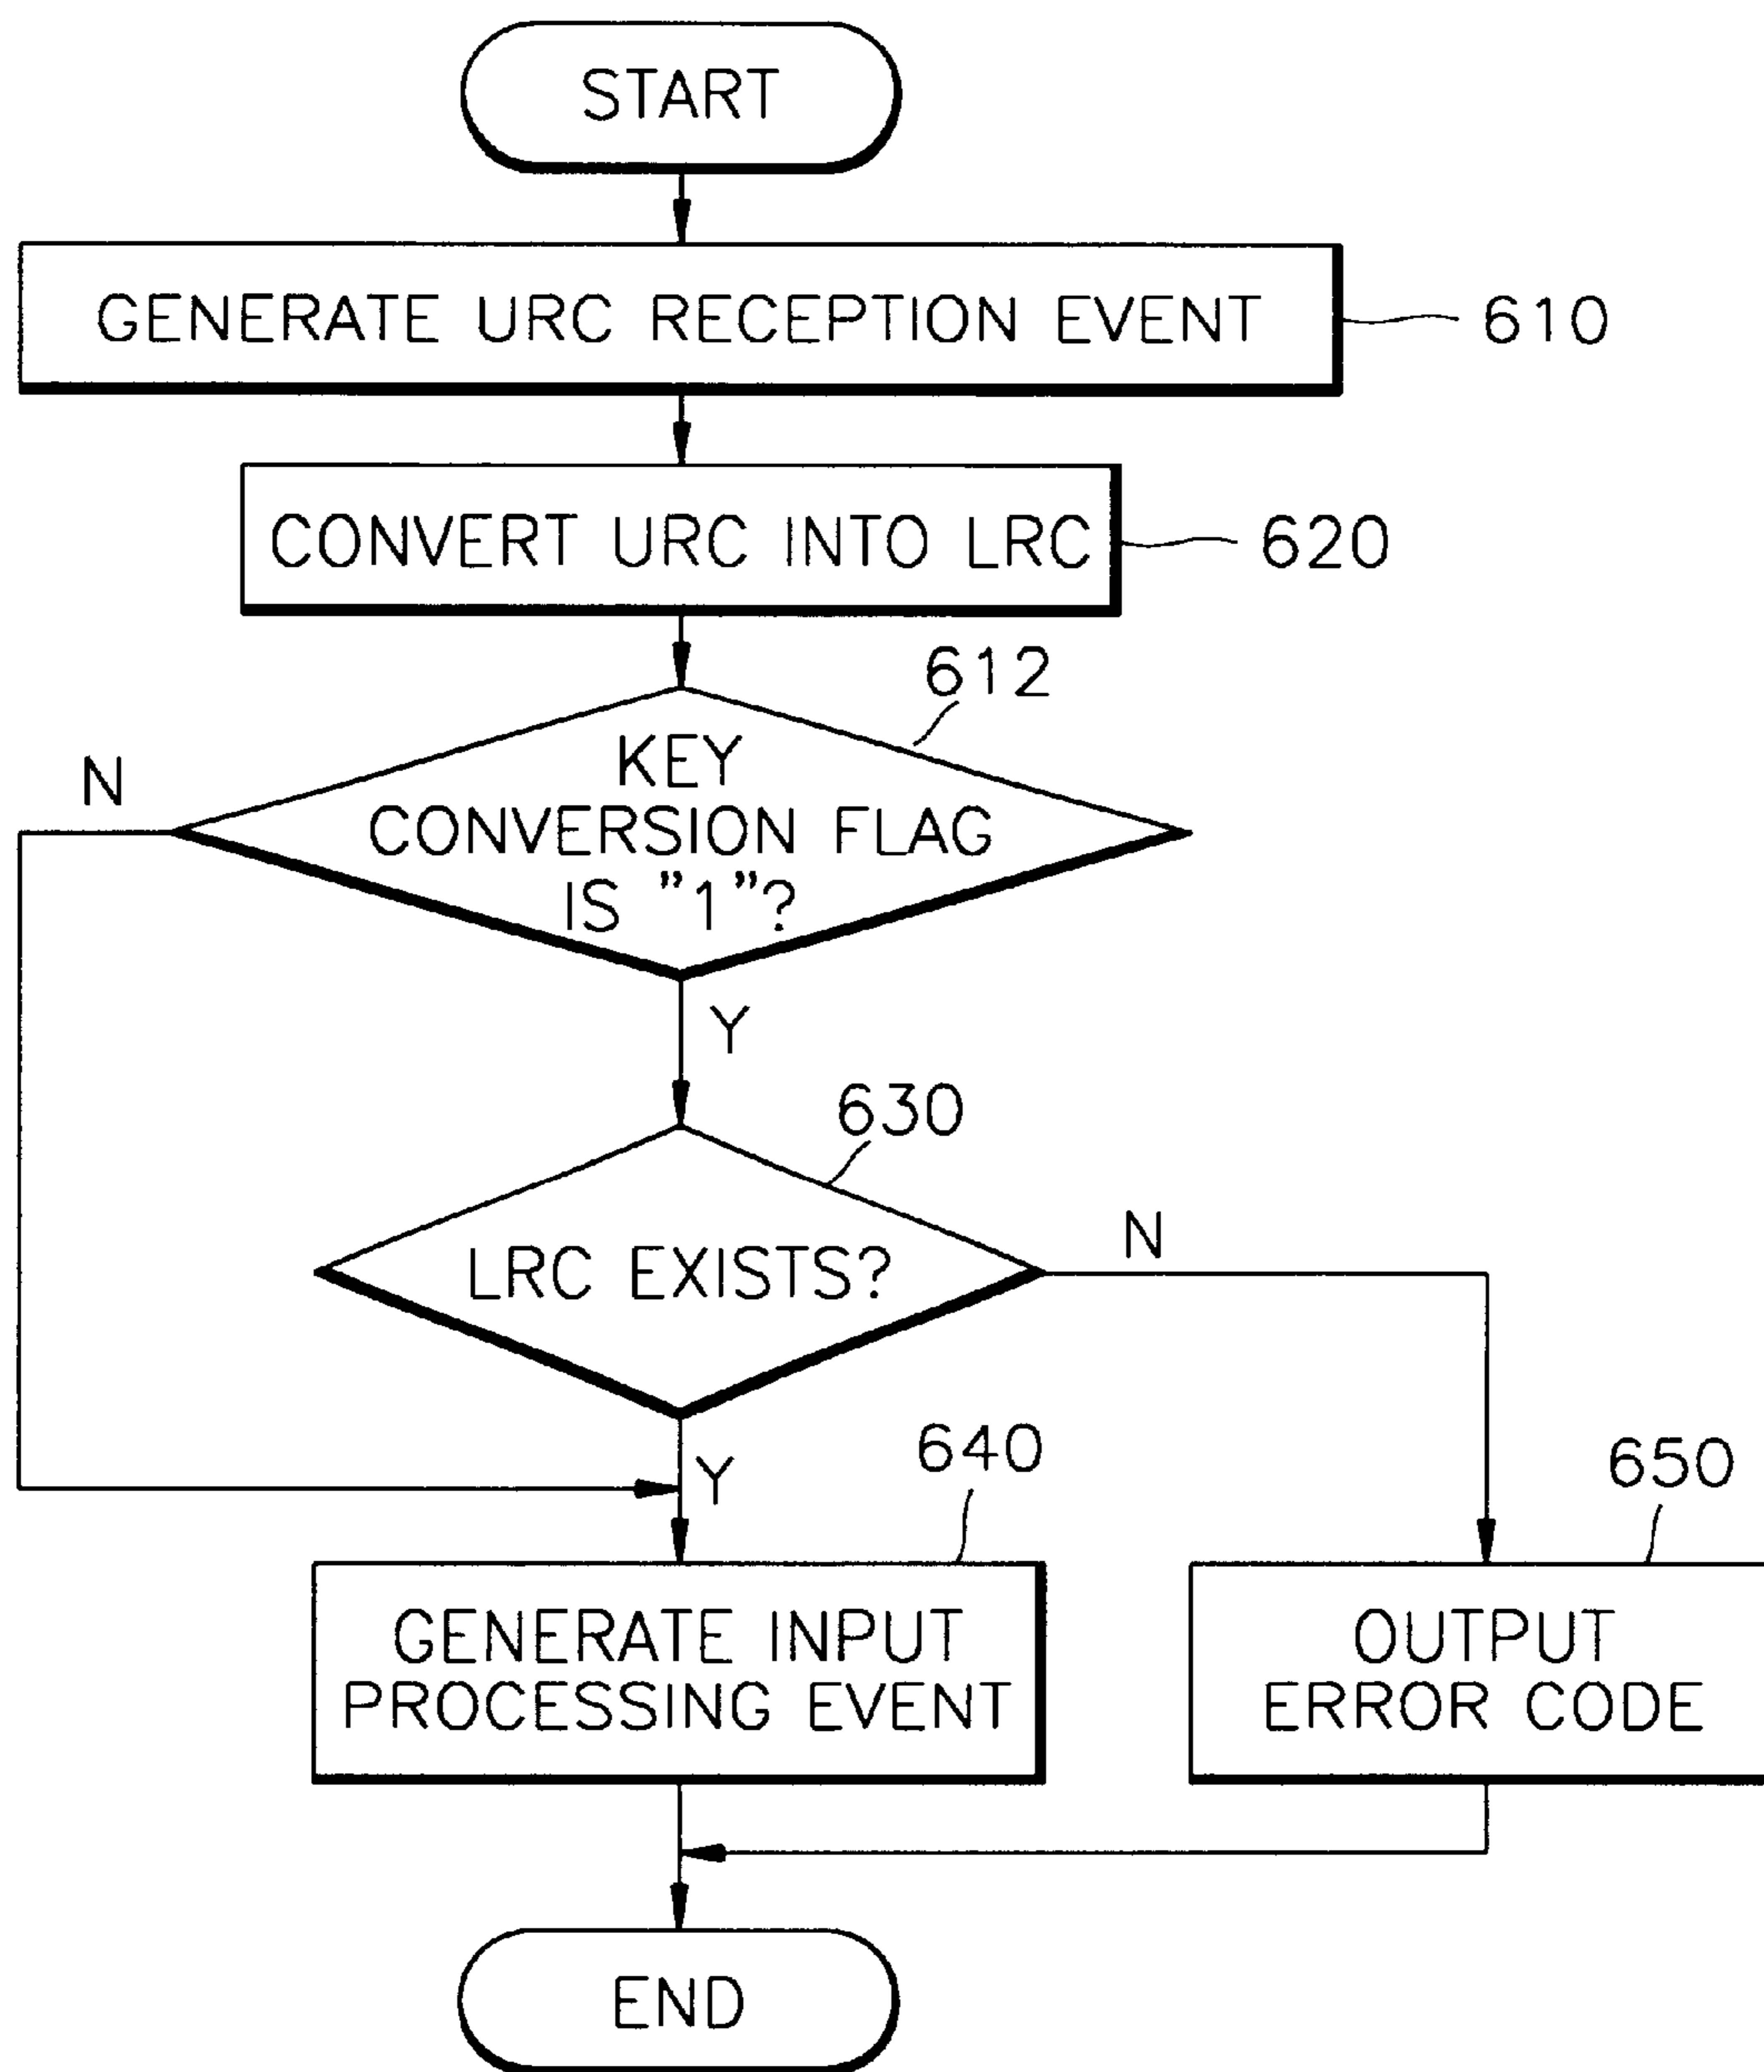 START
GENERATE URC RECEPTION EVENT
610
CONVERT URC INTO LRC
620
612
KEY
CONVERSION FLAG
IS "1"?
N
Y
630
LRC EXISTS?
N
Y
640
650
GENERATE INPUT
PROCESSING EVENT
OUTPUT
ERROR CODE
END